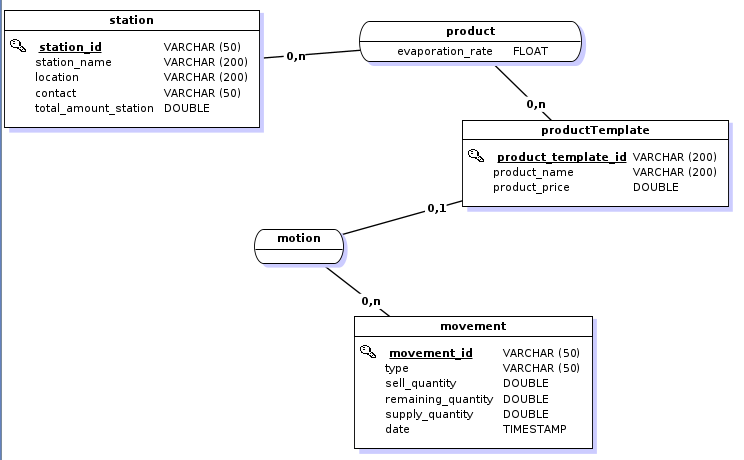 station
station_id VARCHAR (50)
station_name VARCHAR (200)
location VARCHAR (200)
contact VARCHAR (50)
total_amount_station DOUBLE
0,n
product
evaporation_rate FLOAT
0,n
productTemplate
product_template_id VARCHAR (200)
product_name VARCHAR (200)
product_price DOUBLE
0,1
motion
0,n
movement
movement_id VARCHAR (50)
type VARCHAR (50)
sell_quantity DOUBLE
remaining_quantity DOUBLE
supply_quantity DOUBLE
date TIMESTAMP